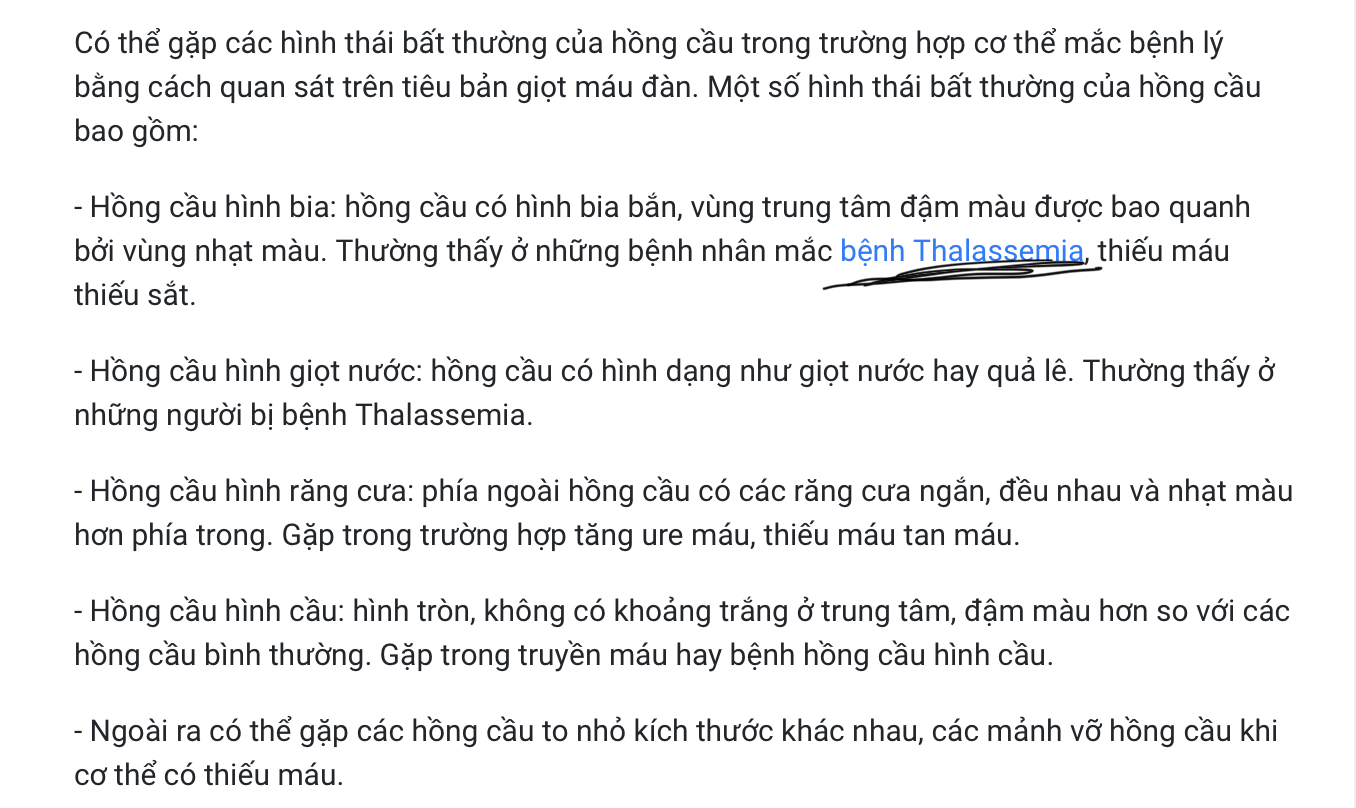 Có thể gặp các hình thái bất thường của hồng cầu trong trường hợp cơ thể mắc bệnh lý
bằng cách quan sát trên tiêu bản giọt máu đàn. Một số hình thái bất thường của hồng cầu
bao gồm:
- Hồng cầu hình bia: hồng cầu có hình bia bắn, vùng trung tâm đậm màu được bao quanh
bởi vùng nhạt màu. Thường thấy ở những bệnh nhân mắc bệnh Thalassemia, thiếu máu
thiếu sắt.
- Hồng cầu hình giọt nước: hồng cầu có hình dạng như giọt nước hay quả lê. Thường thấy ở
những người bị bệnh Thalassemia.
- Hồng cầu hình răng cưa: phía ngoài hồng cầu có các răng cưa ngắn, đều nhau và nhạt màu
hơn phía trong. Gặp trong trường hợp tăng ure máu, thiếu máu tan máu.
- Hồng cầu hình cầu: hình tròn, không có khoảng trắng ở trung tâm, đậm màu hơn so với các
hồng cầu bình thường. Gặp trong truyền máu hay bệnh hồng cầu hình cầu.
- Ngoài ra có thể gặp các hồng cầu to nhỏ kích thước khác nhau, các mảnh vỡ hồng cầu khi
cơ thể có thiếu máu.